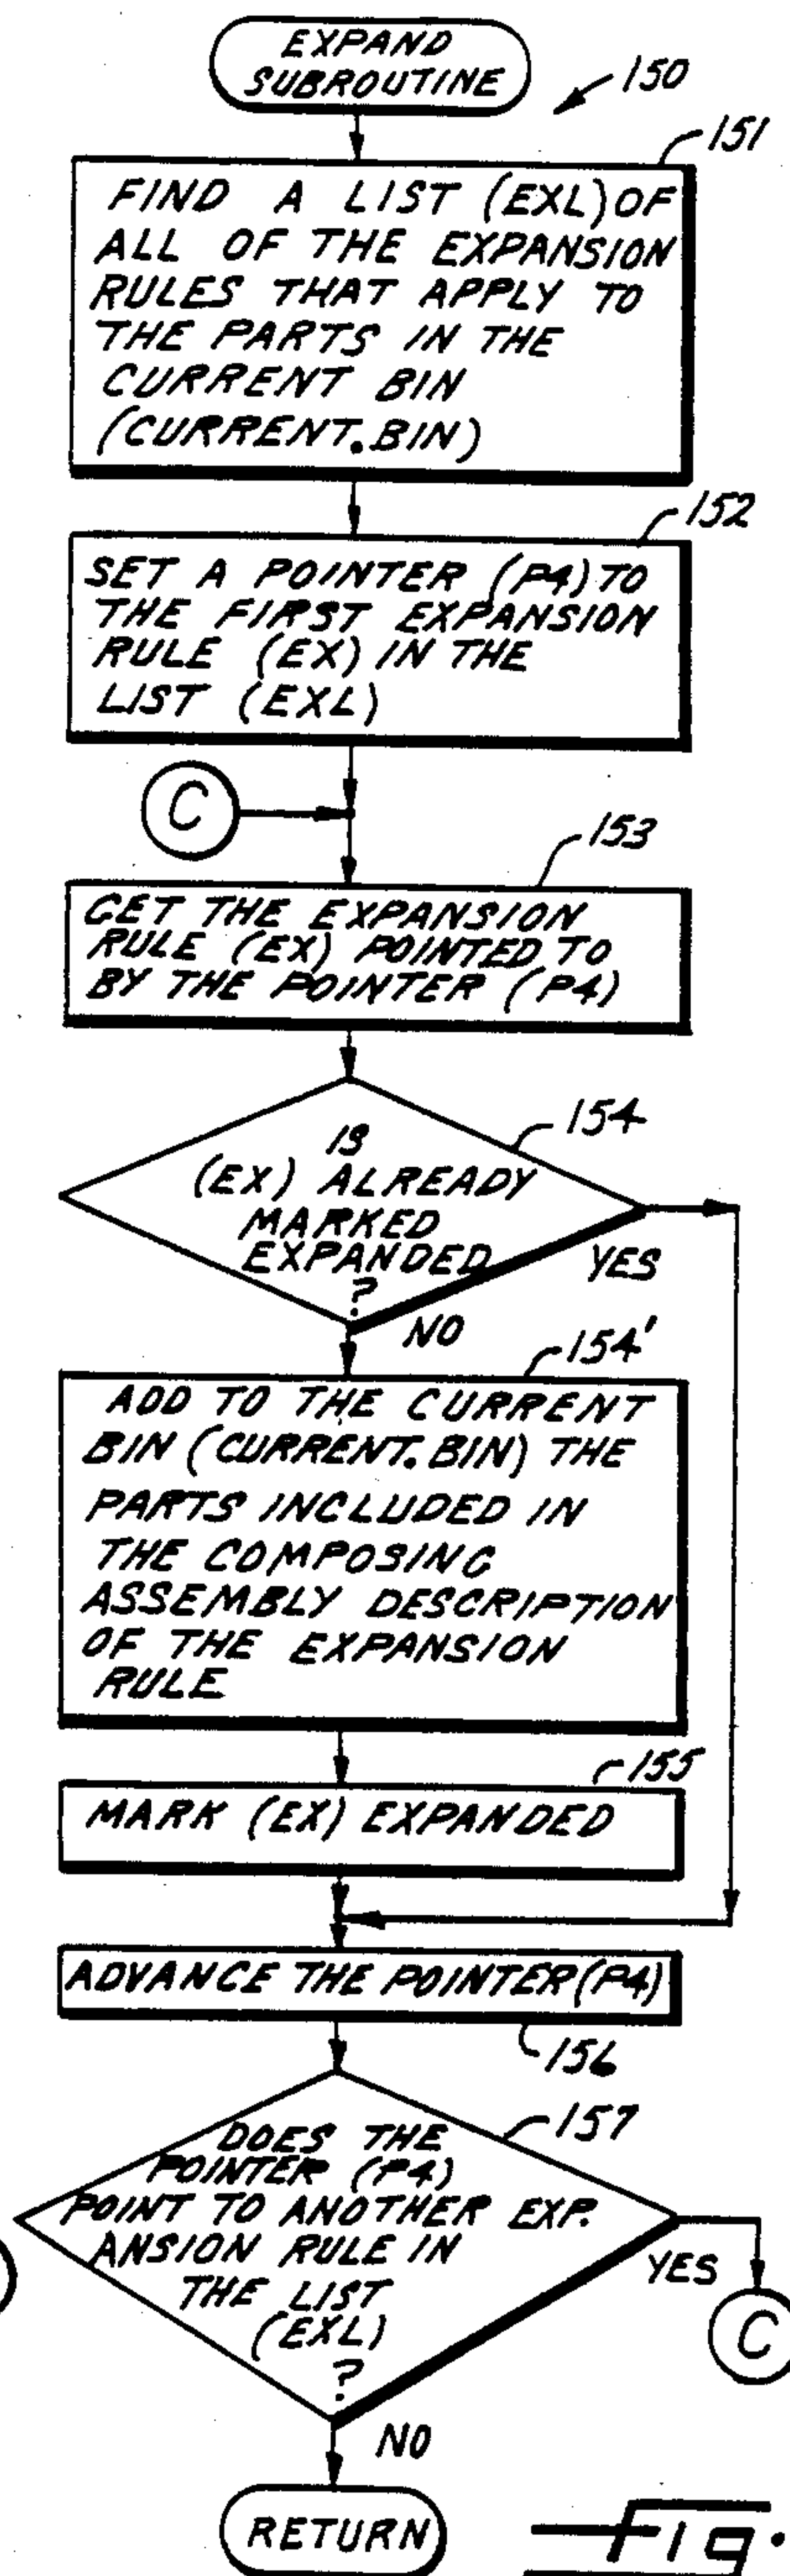 EXPAND
SUBROUTINE
150
151
FIND A LIST (EXL) OF
ALL OF THE EXPANSION
RULES THAT APPLY TO
THE PARTS IN THE
CURRENT BIN
(CURRENT.BIN)
152
SET A POINTER (P4) TO
THE FIRST EXPANSION
RULE (EX) IN THE
LIST (EXL)
C
153
GET THE EXPANSION
RULE (EX) POINTED TO
BY THE POINTER (P4)
154
IS
(EX) ALREADY
MARKED
EXPANDED
?
YES
NO
154'
ADD TO THE CURRENT
BIN (CURRENT.BIN) THE
PARTS INCLUDED IN
THE COMPOSING
ASSEMBLY DESCRIPTION
OF THE EXPANSION
RULE
155
MARK (EX) EXPANDED
ADVANCE THE POINTER (P4)
156
157
DOES THE
POINTER (P4)
POINT TO ANOTHER EXP.
ANSION RULE IN
THE LIST
(EXL)
?
YES
C
NO
RETURN
Fig.